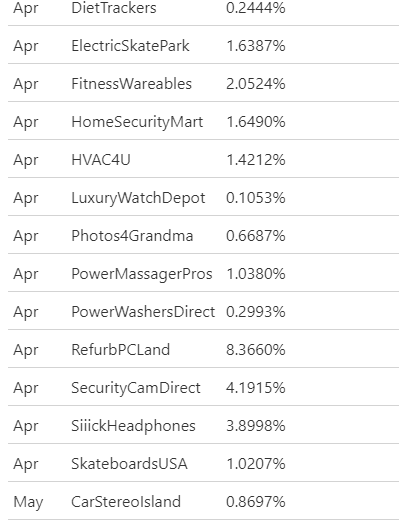 Apr DietTrackers 0.2444%
Apr ElectricSkatePark 1.6387%
Apr FitnessWareables 2.0524%
Apr HomeSecurityMart 1.6490%
Apr HVAC4U 1.4212%
Apr LuxuryWatchDepot 0.1053%
Apr Photos4Grandma 0.6687%
Apr PowerMassagerPros 1.0380%
Apr PowerWashersDirect 0.2993%
Apr RefurbPCLand 8.3660%
Apr SecurityCamDirect 4.1915%
Apr SiiickHeadphones 3.8998%
Apr SkateboardsUSA 1.0207%
May CarStereoIsland 0.8697%